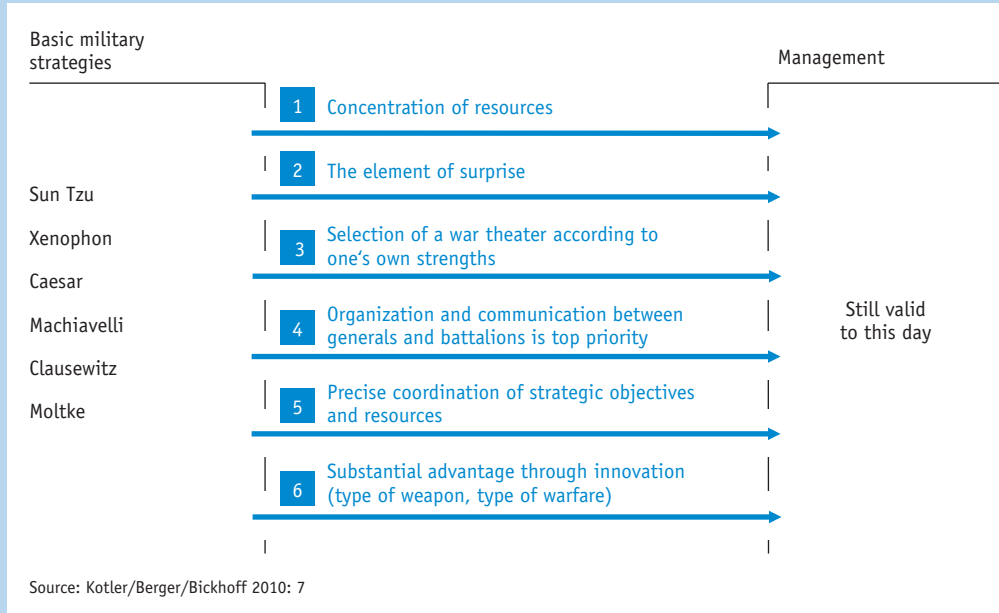 Basic military
strategies
Management
1 Concentration of resources
2 The element of surprise
Sun Tzu
Xenophon
Caesar
Machiavelli
Clausewitz
Moltke
3 Selection of a war theater according to
one‘s own strengths
4 Organization and communication between
generals and battalions is top priority
5 Precise coordination of strategic objectives
and resources
6 Substantial advantage through innovation
(type of weapon, type of warfare)
Still valid
to this day
Source: Kotler/Berger/Bickhoff 2010: 7